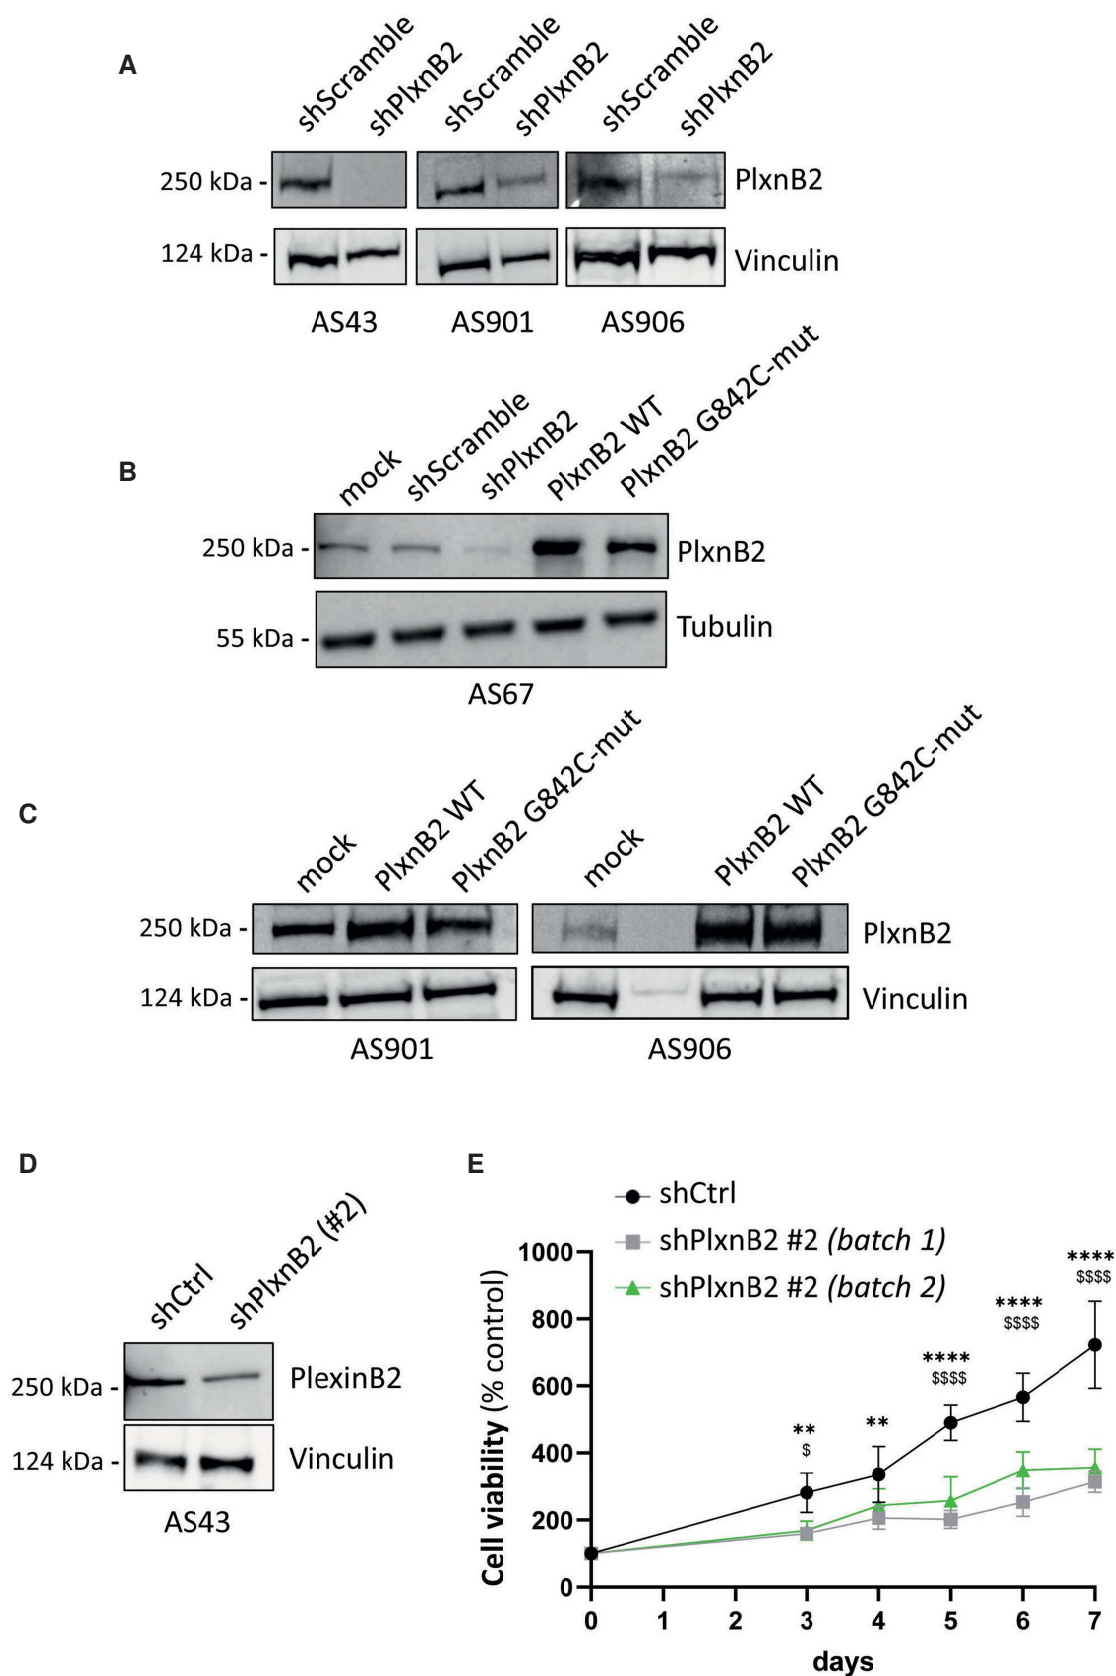 A
shScramble shPlxnB2 shScramble shPlxnB2 shScramble shPlxnB2
250 kDa - PlxnB2
124 kDa - Vinculin
AS43 AS901 AS906
B
mock shScramble shPlxnB2 PlxnB2 WT PlxnB2 G842C-mut
250 kDa - PlxnB2
55 kDa - Tubulin
AS67
C
mock PlxnB2 WT PlxnB2 G842C-mut mock PlxnB2 WT PlxnB2 G842C-mut
250 kDa - PlxnB2
124 kDa - Vinculin
AS901 AS906
D
shCtrl shPlxnB2 (#2)
250 kDa - PlexinB2
124 kDa - Vinculin
AS43
E
shCtrl
shPlxnB2 #2 (batch 1)
shPlxnB2 #2 (batch 2)
Cell viability (% control)
1000
800
600
400
200
0
** $
**
**** $$$$
**** $$$$
**** $$$$
0 1 2 3 4 5 6 7
days